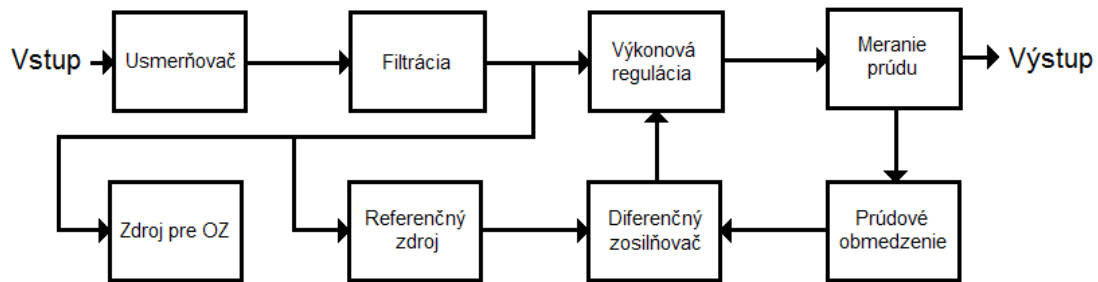 Vstup
Usmerňovač
Filtrácia
Výkonová
regulácia
Meranie
prúdu
Výstup
Zdroj pre OZ
Referenčný
zdroj
Diferenčný
zosilňovač
Prúdové
obmedzenie